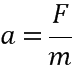 a = F/m